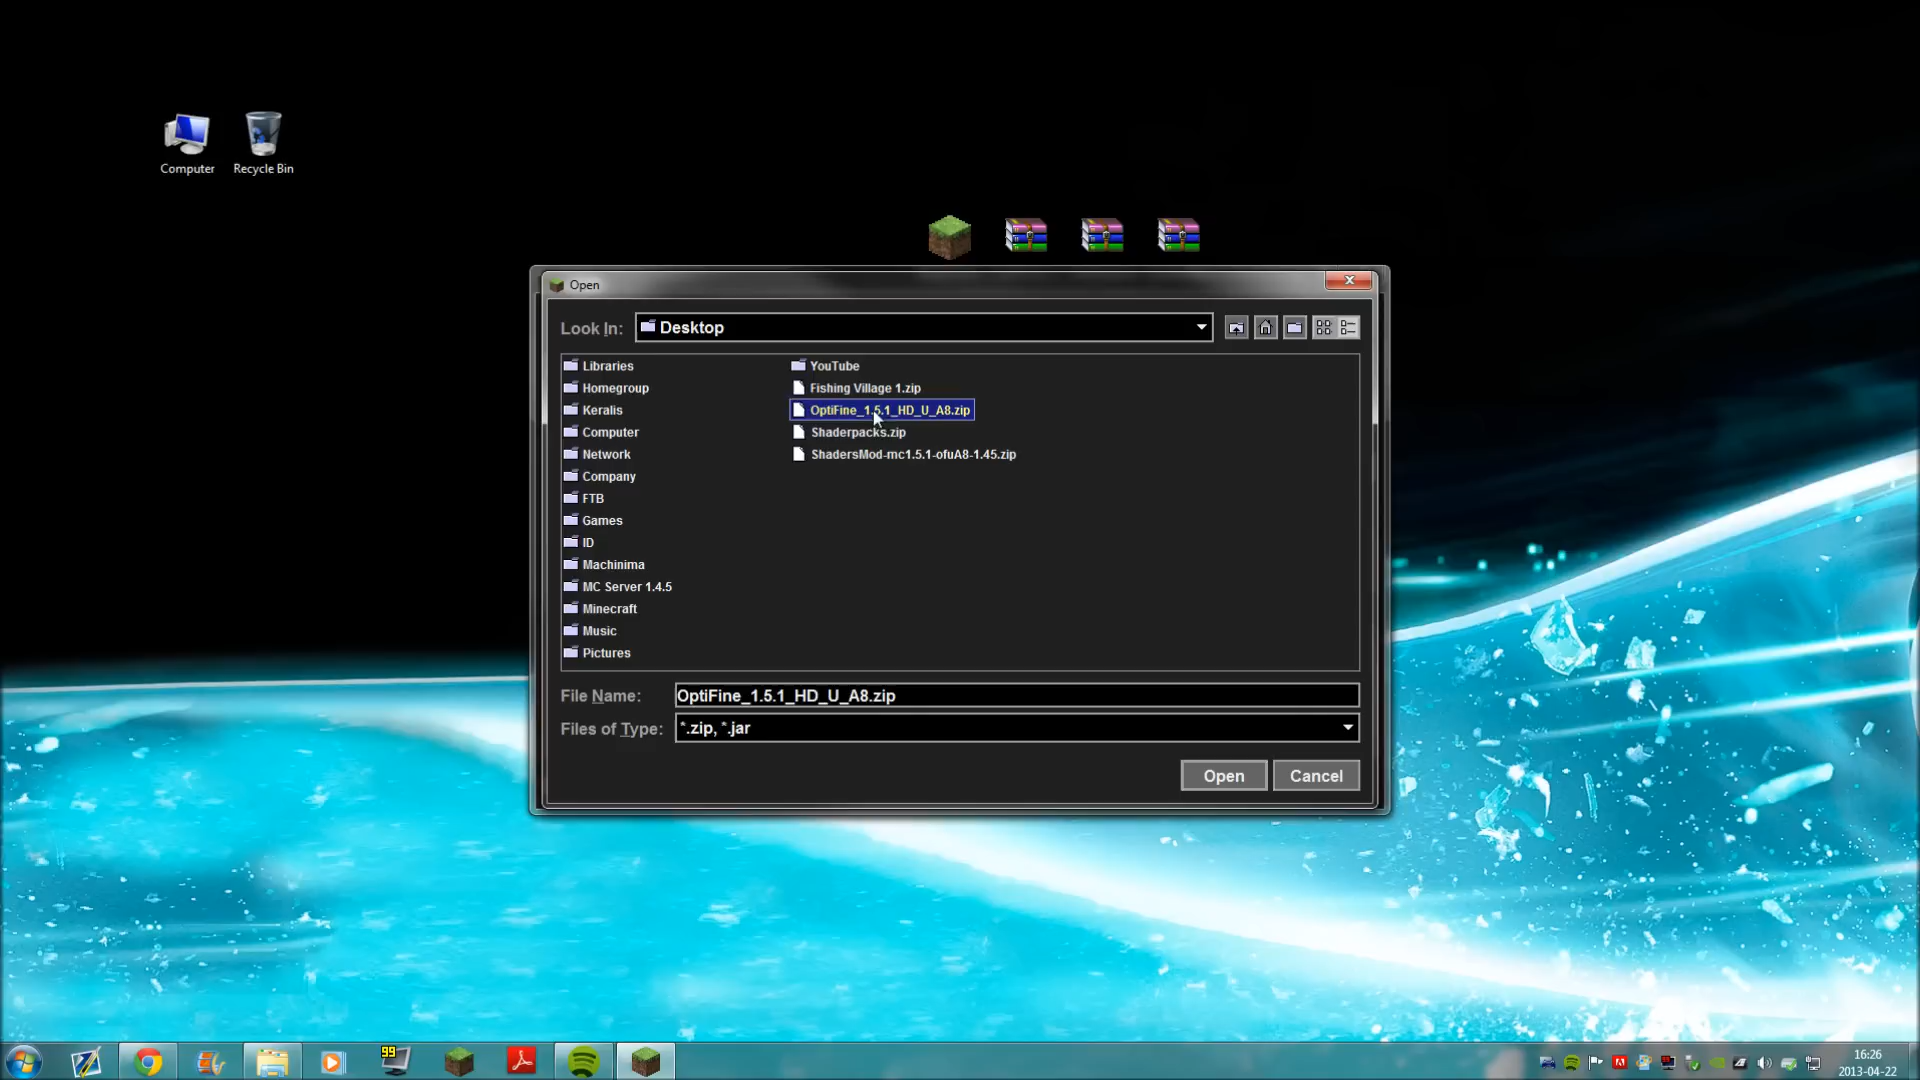 Computer
Recycle Bin
Open
Look In:
Desktop
Libraries
Homegroup
Keralis
Computer
Network
Company
FTB
Games
ID
Machinima
MC Server 1.4.5
Minecraft
Music
Pictures
YouTube
Fishing Village 1.zip
OptiFine_1.5.1_HD_U_A8.zip
Shaderpacks.zip
ShadersMod-mc1.5.1-ofuA8-1.45.zip
File Name:
OptiFine_1.5.1_HD_U_A8.zip
Files of Type:
*.zip, *.jar
Open
Cancel
99
16:26
2013-04-22